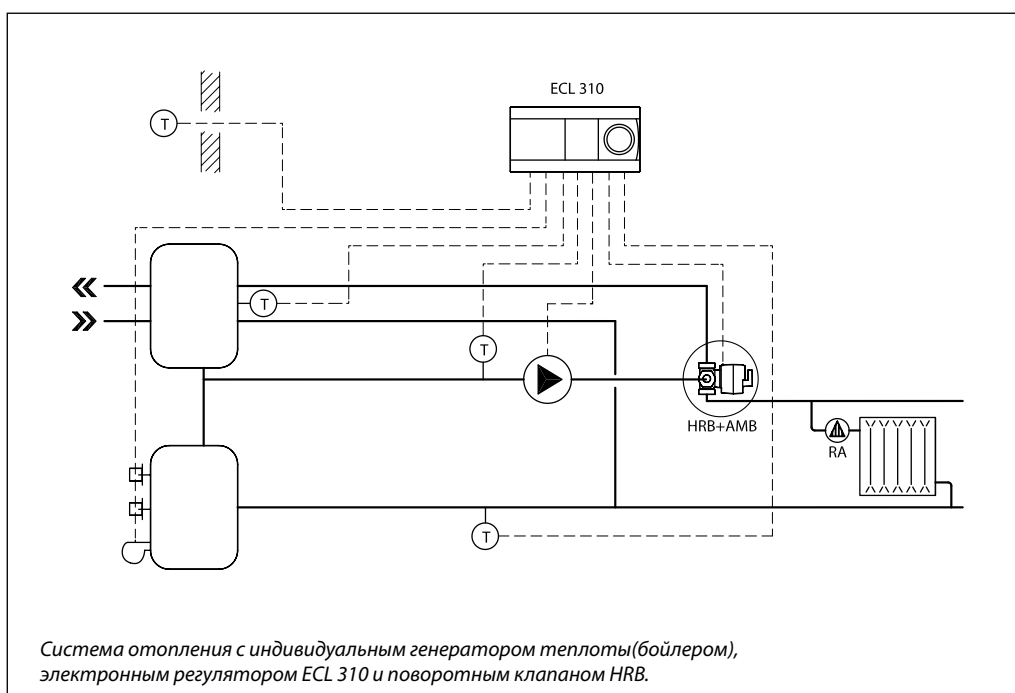 ECL 310
T
T
T
HRB+AMB
RA
T
Система отопления с индивидуальным генератором теплоты(бойлером),
электронным регулятором ECL 310 и поворотным клапаном HRB.